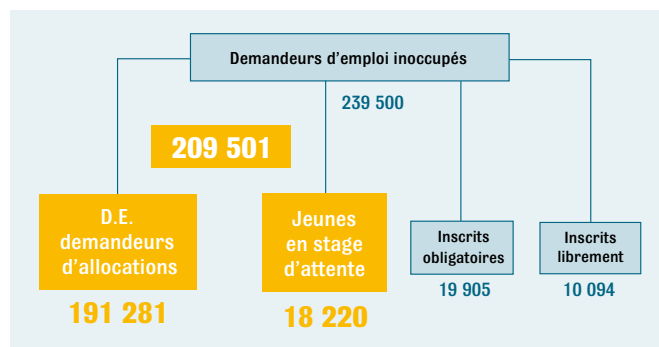 Demandeurs d'emploi inoccupés
239 500
209 501
D.E.
demandeurs
d'allocations
191 281
Jeunes
en stage
d'attente
18 220
Inscrits
obligatoires
19 905
Inscrits
librement
10 094